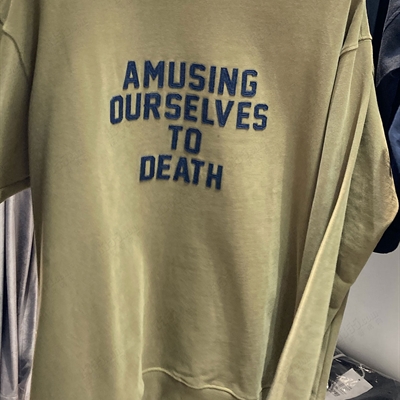 AMUSING
OURSELVES
TO
DEATH